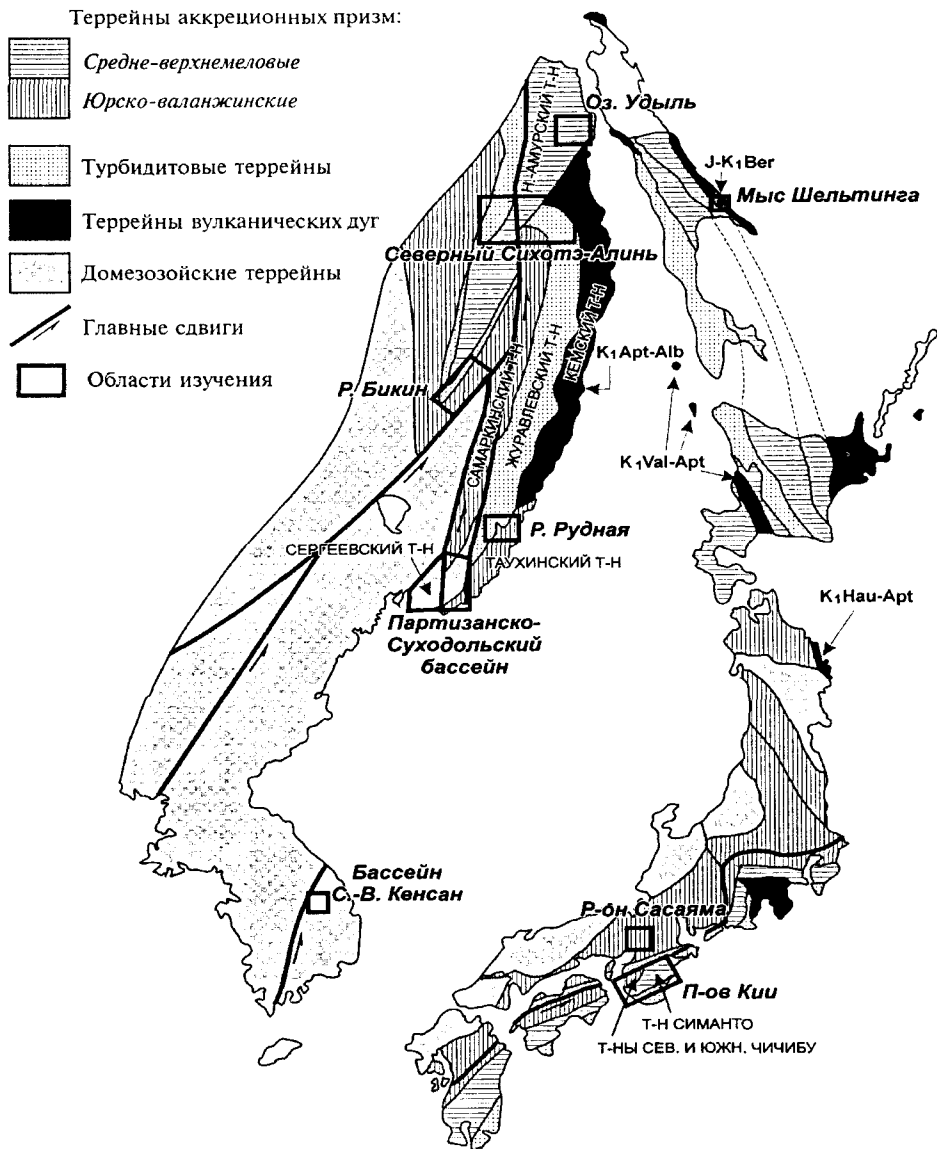 Террейны аккреционных призм:
Средне-верхнемеловые
Юрско-валанжинские
Турбидитовые террейны
Террейны вулканических дуг
Домезозойские террейны
Главные сдвиги
Области изучения
Оз. Удыль
Н-АМУРСКИЙ Т-Н
J-K1Ber
Мыс Шельтинга
Северный Сихотэ-Алинь
КЕМСКИЙ Т-Н
K1Apt-Alb
Р. Бикин
САМАРКИНСКИЙ Т-Н
ЖУРАВЛЕВСКИЙ Т-Н
K1Val-Apt
Р. Рудная
СЕРГЕЕВСКИЙ Т-Н
ТАУХИНСКИЙ Т-Н
K1Hau-Apt
Партизанско-
Суходольский
бассейн
Бассейн
С.-В. Кёнсан
Р-он Сасаяма
П-ов Кии
Т-Н СИМАНТО
Т-НЫ СЕВ. И ЮЖН. ЧИЧИБУ